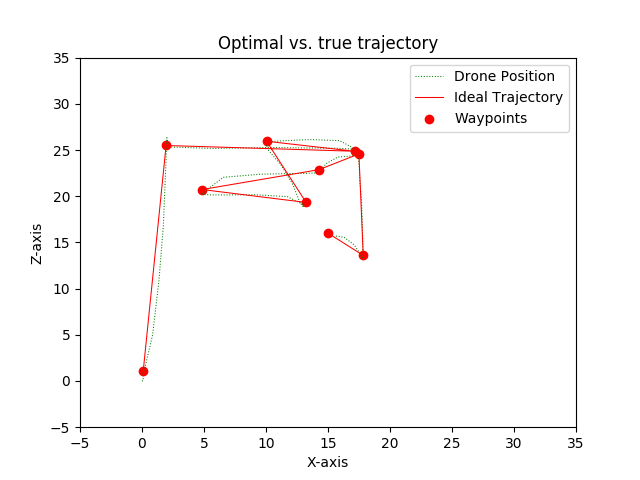 Optimal vs. true trajectory
Drone Position
Ideal Trajectory
Waypoints
35
30
25
20
15
10
5
0
−5
Z-axis
−5 0 5 10 15 20 25 30 35
X-axis